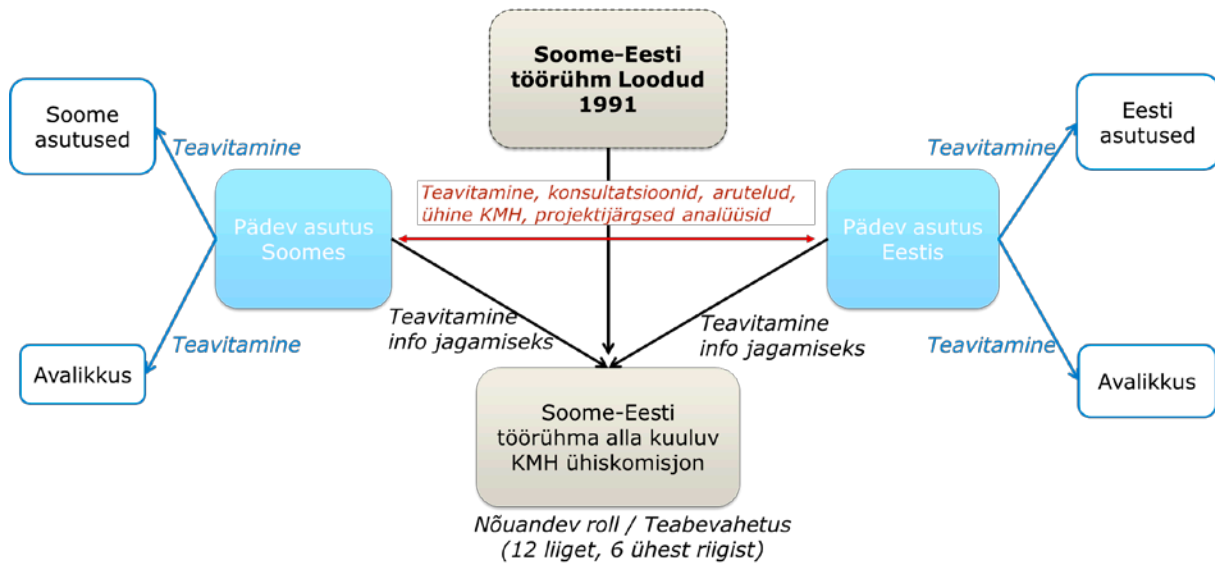 Soome-Eesti
töörühm Loodud
1991
Soome
asutused
Teavitamine
Eesti
asutused
Teavitamine
Teavitamine, konsultatsioonid, arutelud,
ühine KMH, projektijärgsed analüüsid
Pädev asutus
Soomes
Pädev asutus
Eestis
Teavitamine
Avalikkus
Teavitamine
info jagamiseks
Teavitamine
info jagamiseks
Teavitamine
Avalikkus
Soome-Eesti
töörühma alla kuuluv
KMH ühiskomisjon
Nõuandev roll / Teabevahetus
(12 liiget, 6 ühest riigist)